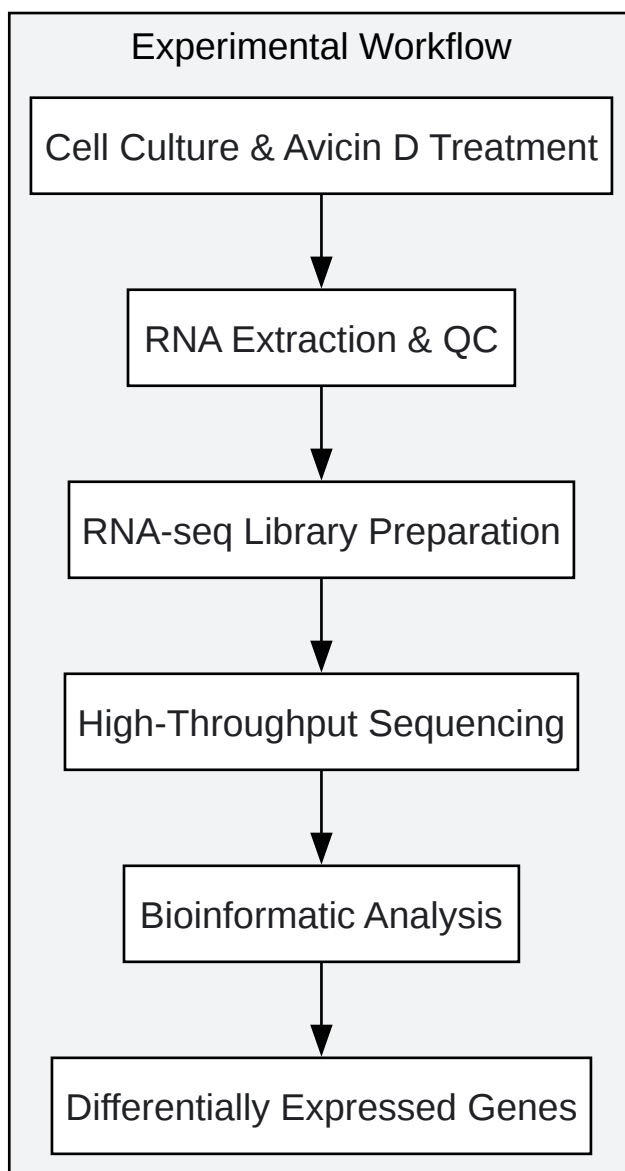 Experimental Workflow
Cell Culture & Avicin D Treatment
RNA Extraction & QC
RNA-seq Library Preparation
High-Throughput Sequencing
Bioinformatic Analysis
Differentially Expressed Genes